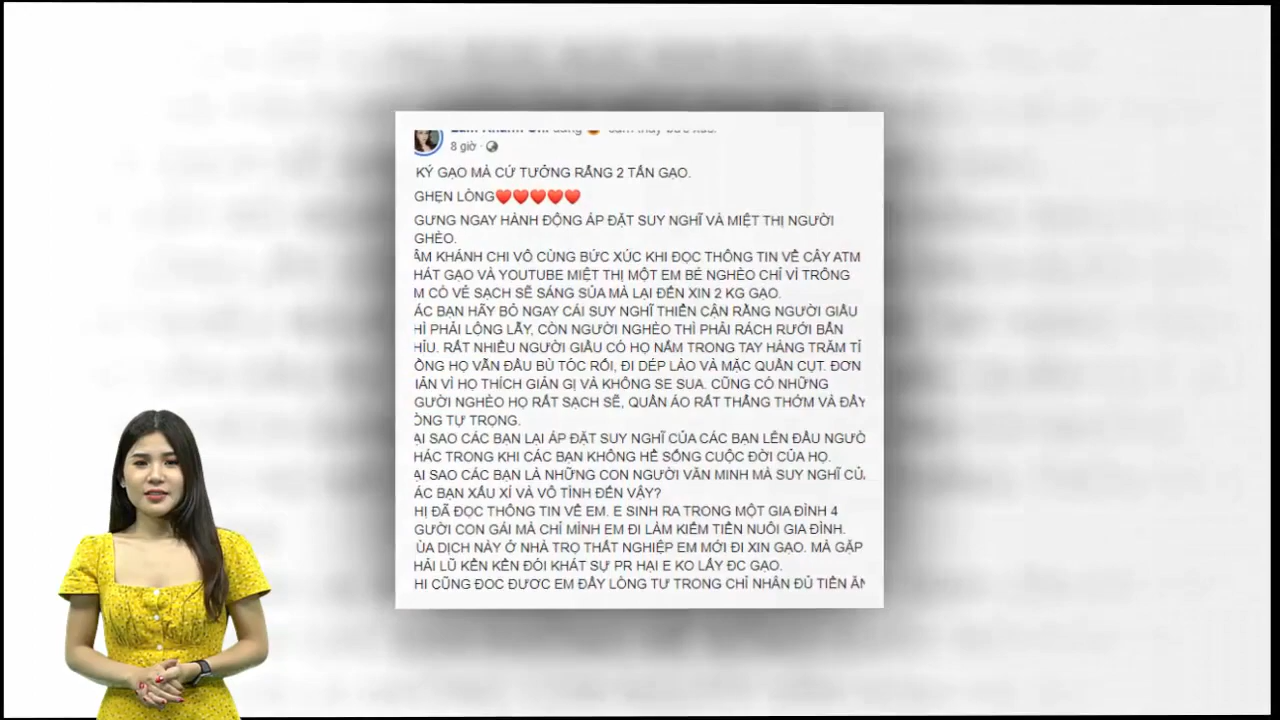 8 giờ ·
KÝ GẠO MÀ CỨ TƯỞNG RẰNG 2 TẤN GẠO.
GHẸN LÒNG❤️❤️❤️❤️❤️
GƯNG NGAY HÀNH ĐỘNG ÁP ĐẶT SUY NGHĨ VÀ MIỆT THỊ NGƯỜI
GHÈO.
ÂM KHÁNH CHI VÔ CÙNG BỨC XÚC KHI ĐỌC THÔNG TIN VỀ CÂY ATM
HÁT GẠO VÀ YOUTUBE MIỆT THỊ MỘT EM BÉ NGHÈO CHỈ VÌ TRÔNG
M CÓ VẺ SẠCH SẼ SÁNG SỦA MÀ LẠI ĐẾN XIN 2 KG GẠO.
ÁC BẠN HÃY BỎ NGAY CÁI SUY NGHĨ THIỂN CẬN RẰNG NGƯỜI GIẦU
HÌ PHẢI LỘNG LẪY, CÒN NGƯỜI NGHÈO THÌ PHẢI RÁCH RƯỚI BẨN
HỈU. RẤT NHIỀU NGƯỜI GIẦU CÓ HỌ NẮM TRONG TAY HÀNG TRĂM TỈ
ÒNG HỌ VẪN ĐẦU BÙ TÓC RỐI, ĐI DÉP LÀO VÀ MẶC QUẦN CỤT. ĐƠN
IẢN VÌ HỌ THÍCH GIẢN GỊ VÀ KHÔNG SE SUA. CŨNG CÓ NHỮNG
GƯỜI NGHÈO HỌ RẤT SẠCH SẼ, QUẦN ÁO RẤT THẲNG THỚM VÀ ĐẦY
ÒNG TỰ TRỌNG.
ẠI SAO CÁC BẠN LẠI ÁP ĐẶT SUY NGHĨ CỦA CÁC BẠN LÊN ĐẦU NGƯỜ
HÁC TRONG KHI CÁC BẠN KHÔNG HỀ SỐNG CUỘC ĐỜI CỦA HỌ.
ẠI SAO CÁC BẠN LÀ NHỮNG CON NGƯỜI VĂN MINH MÀ SUY NGHĨ CỦ
ÁC BẠN XẤU XÍ VÀ VÔ TÌNH ĐẾN VẬY?
HỊ ĐÃ ĐỌC THÔNG TIN VỀ EM. E SINH RA TRONG MỘT GIA ĐÌNH 4
GƯỜI CON GÁI MÀ CHỈ MÌNH EM ĐI LÀM KIẾM TIỀN NUÔI GIA ĐÌNH.
ÙA DỊCH NÀY Ở NHÀ TRỌ THẤT NGHIỆP EM MỚI ĐI XIN GẠO. MÀ GẶP
HẢI LŨ KỀN KỀN ĐÓI KHÁT SỰ PR HẠI E KO LẤY ĐC GẠO.
HỊ CŨNG ĐỌC ĐƯỢC EM ĐẦY LÒNG TỰ TRỌNG CHỈ NHẬN ĐỦ TIỀN ĂN